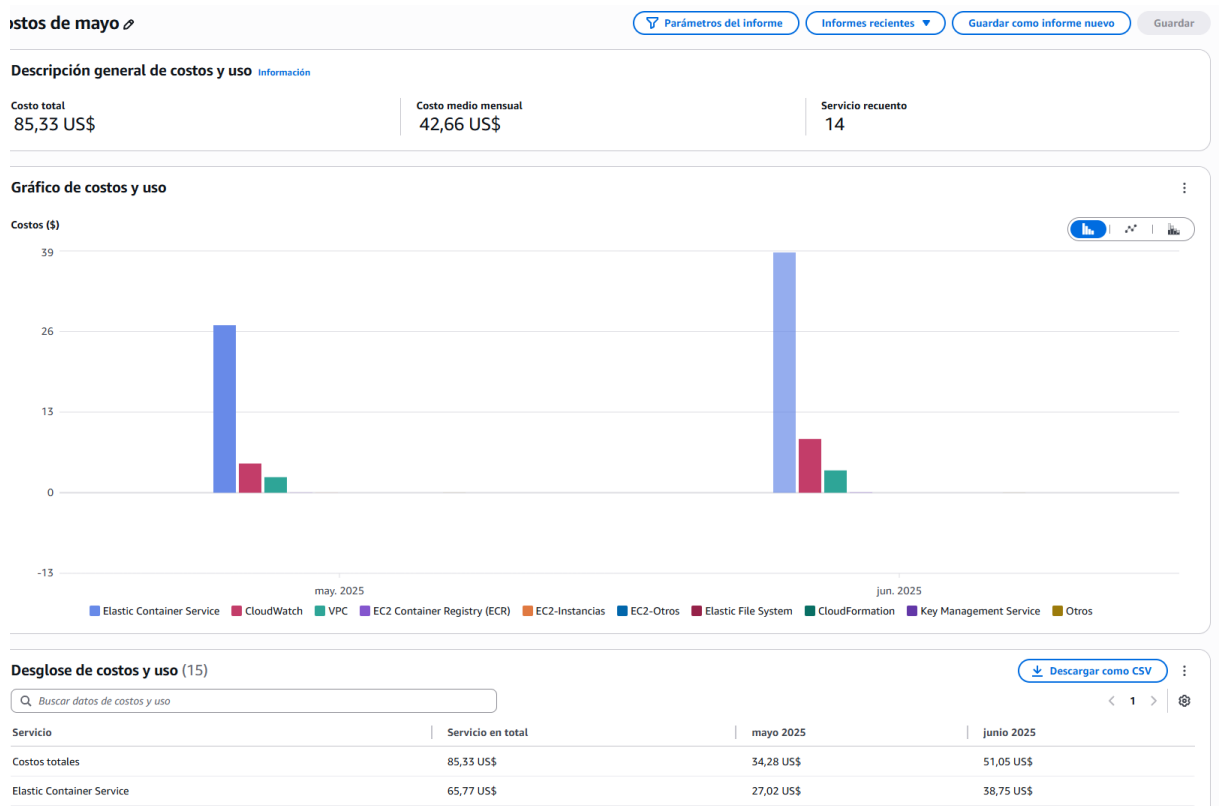 ostos de mayo
Parámetros del informe
Informes recientes
Guardar como informe nuevo
Guardar
Descripción general de costos y uso Información
Costo total
85,33 US$
Costo medio mensual
42,66 US$
Servicio recuento
14
Gráfico de costos y uso
Costos ($)
39
26
13
0
-13
may. 2025
jun. 2025
Elastic Container Service CloudWatch VPC EC2 Container Registry (ECR) EC2-Instancias EC2-Otros Elastic File System CloudFormation Key Management Service Otros
Desglose de costos y uso (15)
Descargar como CSV
Buscar datos de costos y uso
1
Servicio Servicio en total mayo 2025 junio 2025
Costos totales 85,33 US$ 34,28 US$ 51,05 US$
Elastic Container Service 65,77 US$ 27,02 US$ 38,75 US$